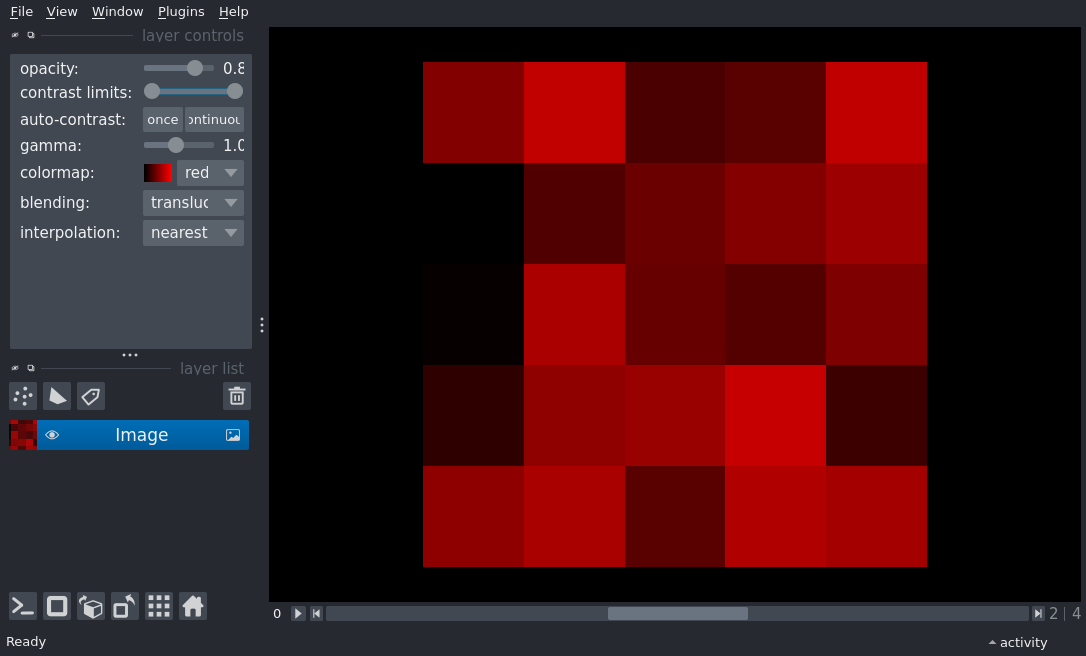 File View Window Plugins Help
layer controls
opacity: 0.8
contrast limits:
auto-contrast: once ontinuou
gamma: 1.0
colormap: red
blending: transluc
interpolation: nearest
layer list
Image
0 2 | 4
Ready activity